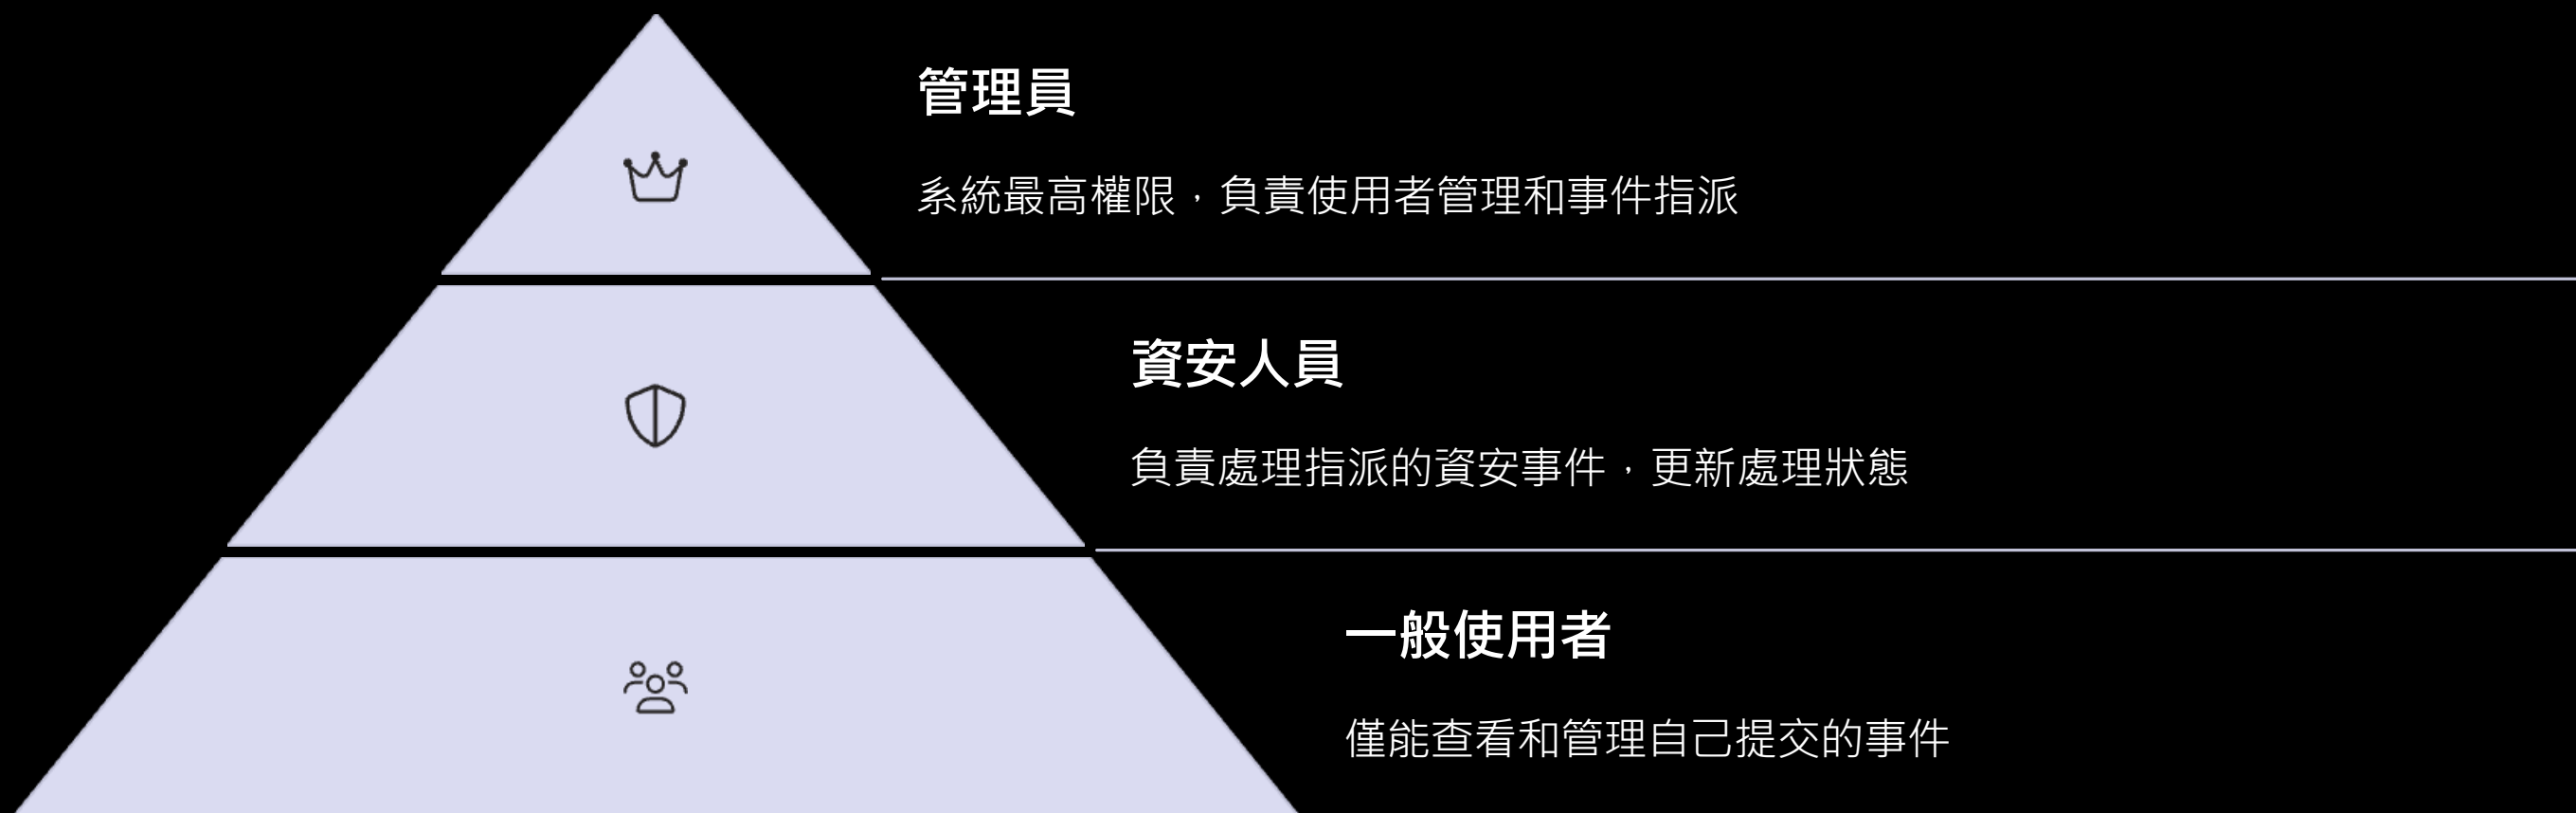 管理員
系統最高權限，負責使用者管理和事件指派
資安人員
負責處理指派的資安事件，更新處理狀態
一般使用者
僅能查看和管理自己提交的事件